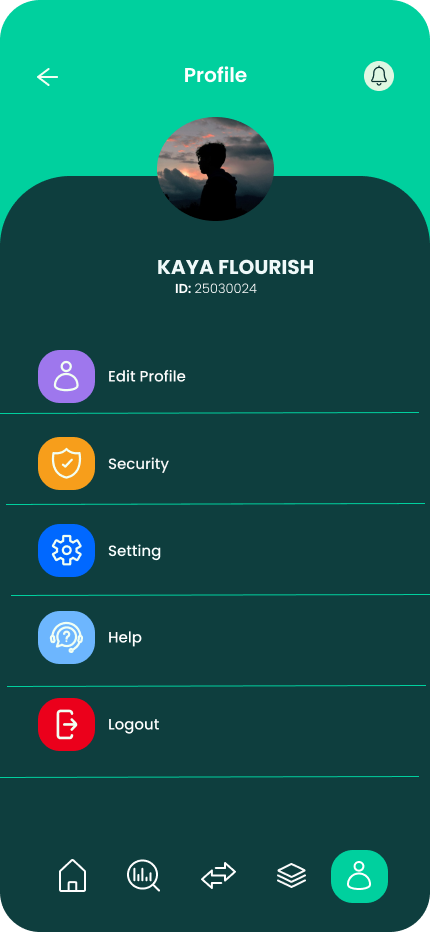 Profile
KAYA FLOURISH
ID: 25030024
Edit Profile
Security
Setting
Help
Logout